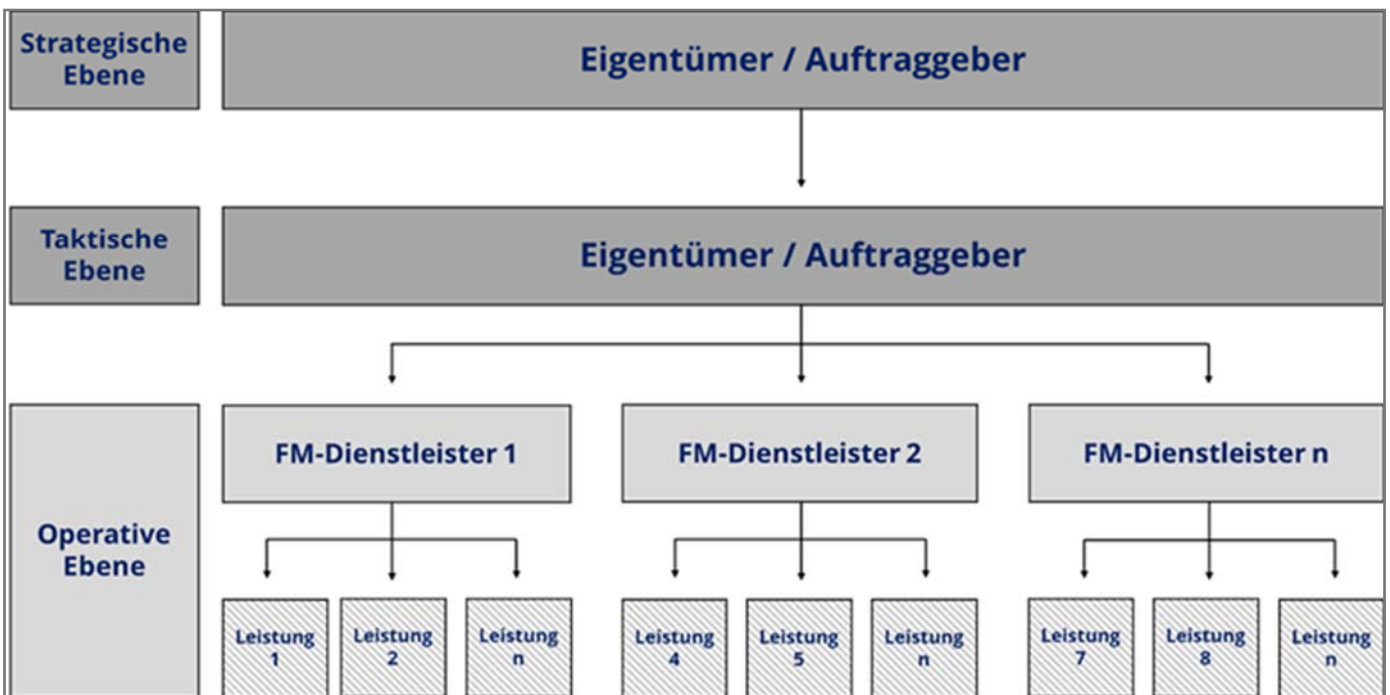 Strategische
Ebene
Eigentümer / Auftraggeber
Taktische
Ebene
Eigentümer / Auftraggeber
Operative
Ebene
FM-Dienstleister 1
FM-Dienstleister 2
FM-Dienstleister n
Leistung
1
Leistung
2
Leistung
n
Leistung
4
Leistung
5
Leistung
n
Leistung
7
Leistung
8
Leistung
n